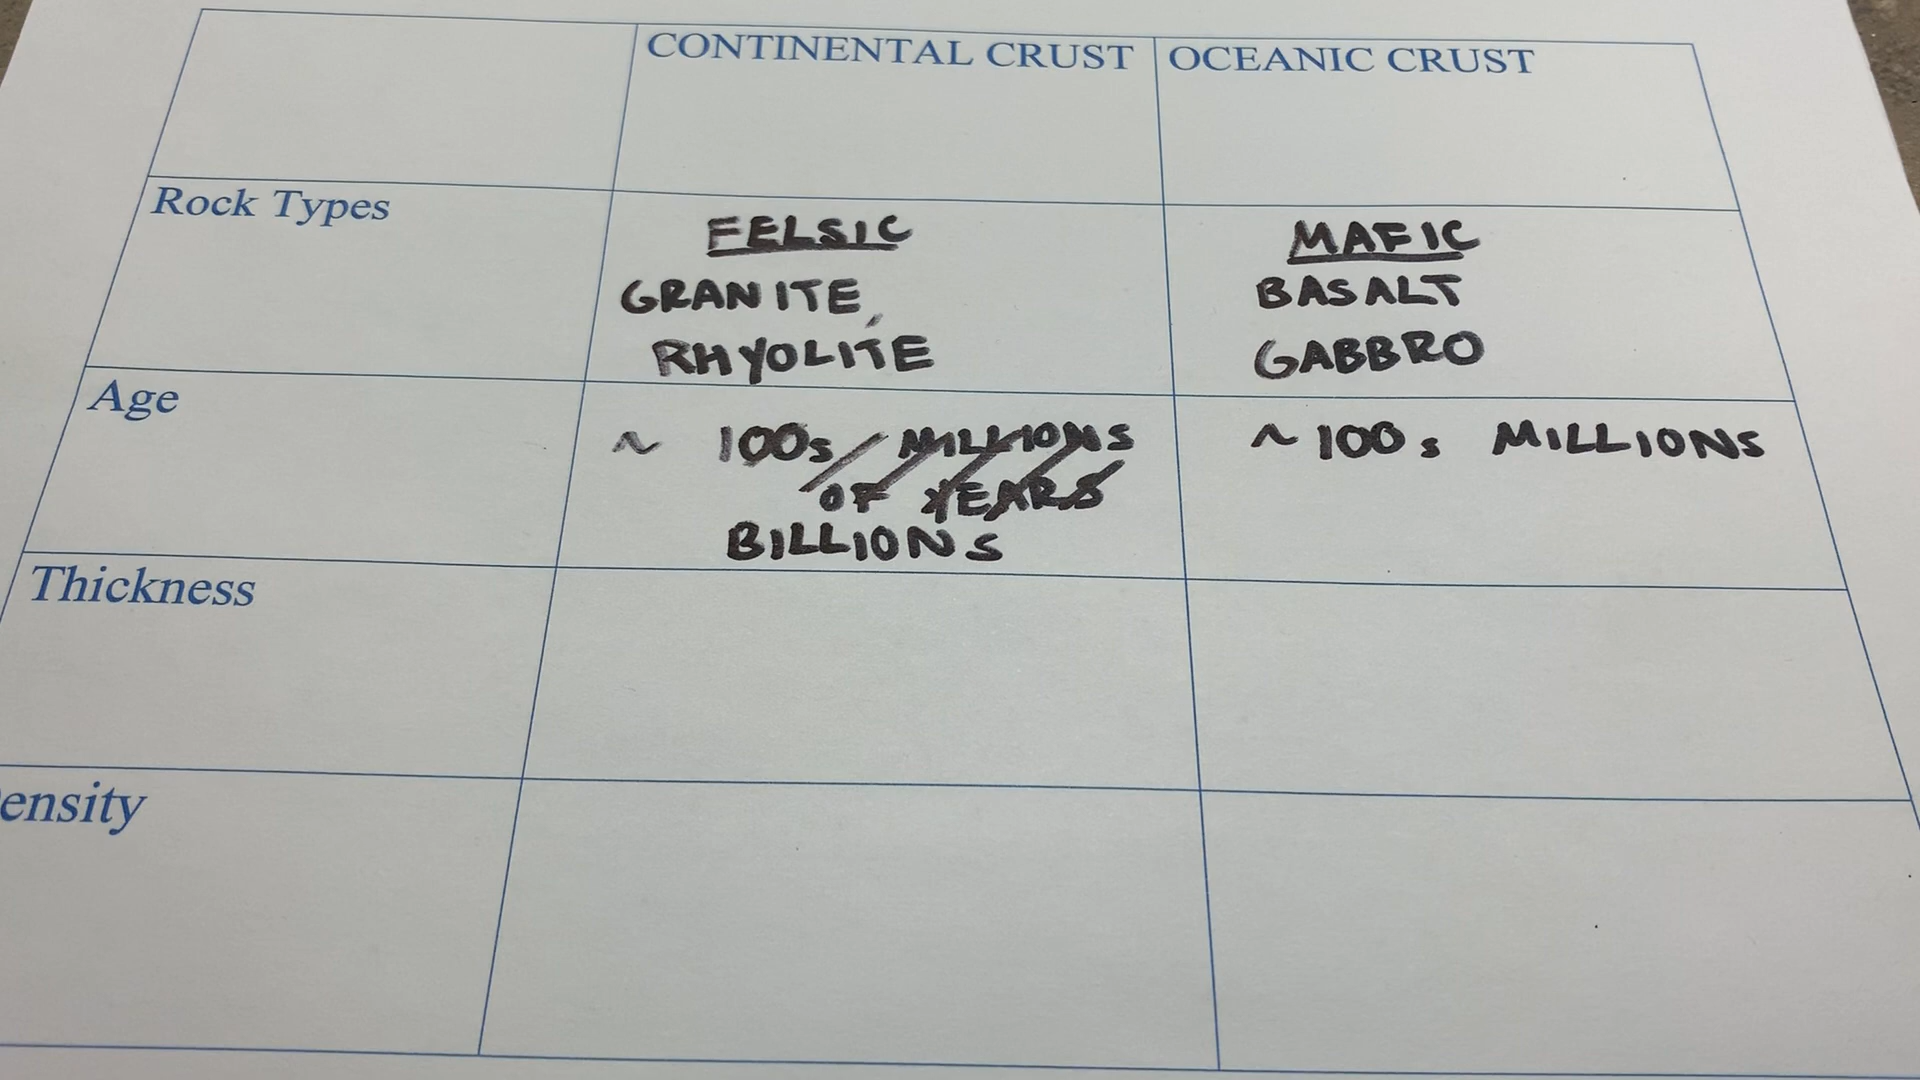 CONTINENTAL CRUST OCEANIC CRUST
Rock Types
FELSIC
GRANITE,
RHYOLITE
MAFIC
BASALT
GABBRO
Age
~ 100s MILLIONS
OF YEARS
BILLIONS
~ 100s MILLIONS
Thickness
ensity